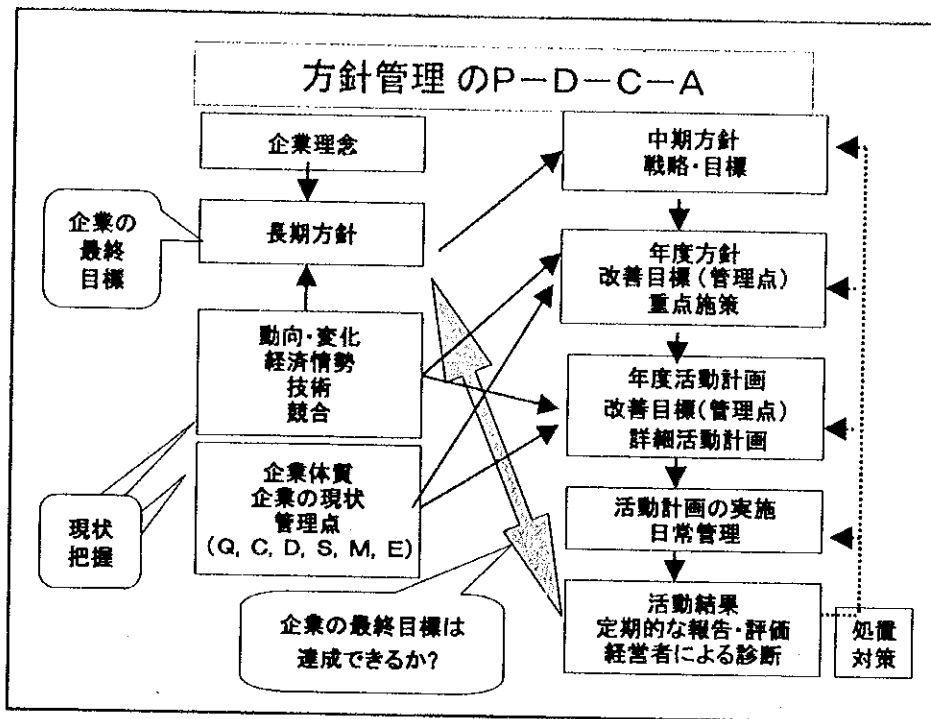 方針管理のP－D－C－A
企業理念
長期方針
企業の
最終
目標
動向・変化
経済情勢
技術
競合
企業体質
企業の現状
管理点
(Q, C, D, S, M, E)
現状
把握
企業の最終目標は
達成できるか?
中期方針
戦略・目標
年度方針
改善目標(管理点)
重点施策
年度活動計画
改善目標(管理点)
詳細活動計画
活動計画の実施
日常管理
活動結果
定期的な報告・評価
経営者による診断
処置
対策